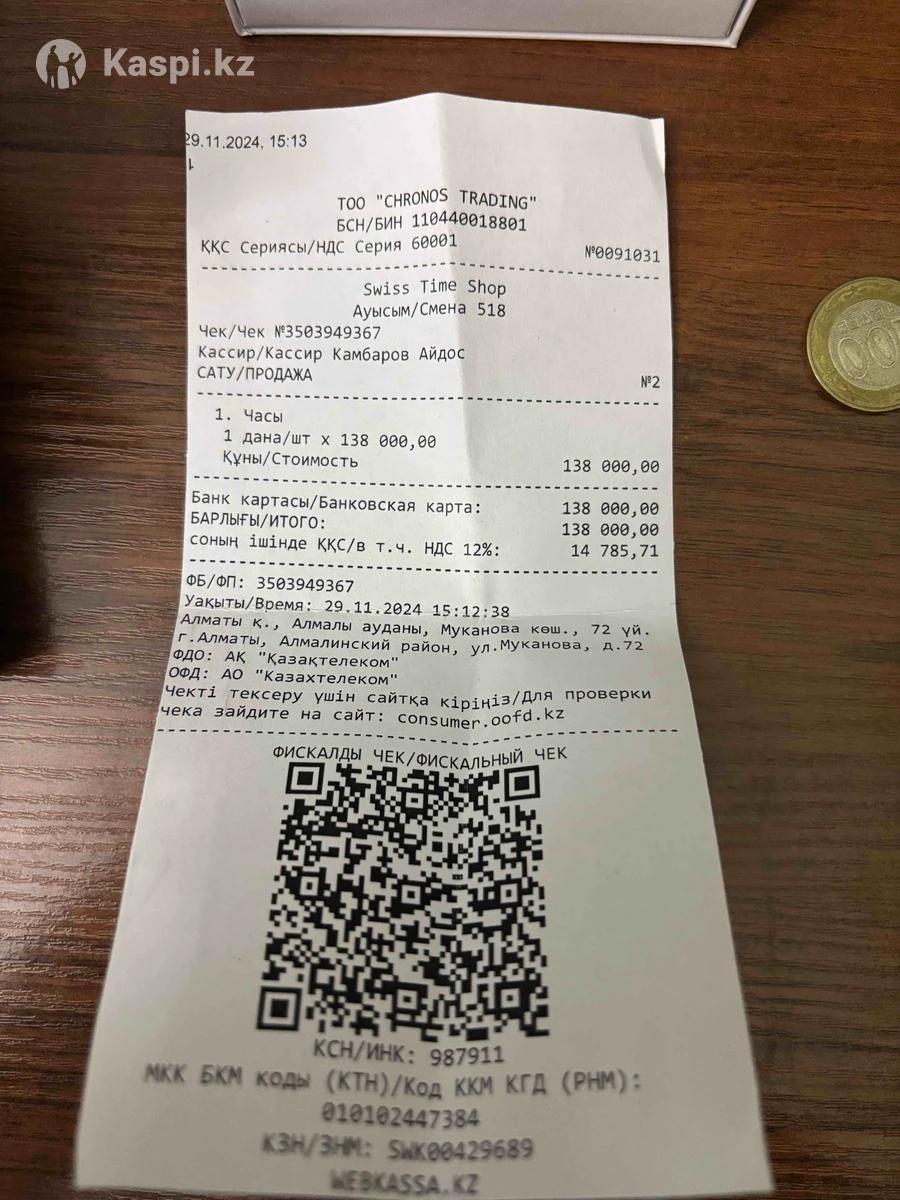 Kaspi.kz
29.11.2024, 15:13
ТОО "CHRONOS TRADING"
БСН/БИН 110440018801
ҚҚС Сериясы/НДС Серия 60001 №0091031
Swiss Time Shop
Ауысым/Смена 518
Чек/Чек №3503949367
Кассир/Кассир Камбаров Айдос
САТУ/ПРОДАЖА №2
1. Часы
1 дана/шт x 138 000,00
Құны/Стоимость 138 000,00
Банк картасы/Банковская карта: 138 000,00
БАРЛЫҒЫ/ИТОГО: 138 000,00
соның ішінде ҚҚС/в т.ч. НДС 12%: 14 785,71
ФБ/ФП: 3503949367
Уақыты/Время: 29.11.2024 15:12:38
Алматы қ., Алмалы ауданы, Муканова көш., 72 үй.
г.Алматы, Алмалинский район, ул.Муканова, д.72
ФДО: АҚ "Қазақтелеком"
ОФД: АО "Казахтелеком"
Чекті тексеру үшін сайтқа кіріңіз/Для проверки
чека зайдите на сайт: consumer.oofd.kz
ФИСКАЛДЫ ЧЕК/ФИСКАЛЬНЫЙ ЧЕК
КСН/ИНК: 987911
МКК БКМ коды (КТН)/Код ККМ КГД (РНМ):
010102447384
КЗН/ЗНМ: SWK00429689
WEBKASSA.KZ